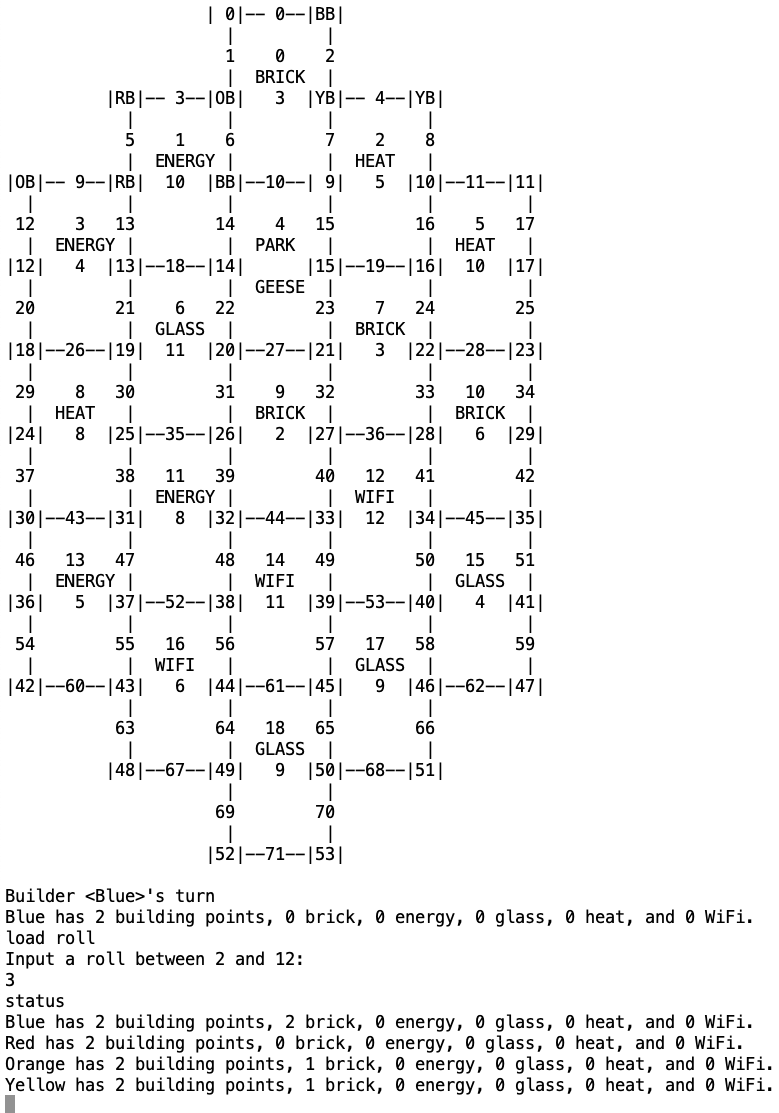 | 0|-- 0--|BB|
                      |         |
                      1    0    2
                      |  BRICK  |
          |RB|-- 3--|OB|   3  |YB|-- 4--|YB|
            |         |         |         |
            5    1    6         7    2    8
            |  ENERGY |         |  HEAT   |
|OB|-- 9--|RB|  10  |BB|--10--| 9|   5  |10|--11--|11|
  |         |         |         |         |         |
 12    3   13        14    4   15        16    5   17
  |  ENERGY |         |  PARK   |         |  HEAT   |
|12|   4  |13|--18--|14|      |15|--19--|16|  10  |17|
  |         |         |  GEESE  |         |         |
 20        21    6   22        23    7   24        25
  |         |  GLASS  |         |  BRICK  |         |
|18|--26--|19|  11  |20|--27--|21|   3  |22|--28--|23|
  |         |         |         |         |         |
 29    8   30        31    9   32        33   10   34
  |  HEAT   |         |  BRICK  |         |  BRICK  |
|24|   8  |25|--35--|26|   2  |27|--36--|28|   6  |29|
  |         |         |         |         |         |
 37        38   11   39        40   12   41        42
  |         |  ENERGY |         |  WIFI   |         |
|30|--43--|31|   8  |32|--44--|33|  12  |34|--45--|35|
  |         |         |         |         |         |
 46   13   47        48   14   49        50   15   51
  |  ENERGY |         |  WIFI   |         |  GLASS  |
|36|   5  |37|--52--|38|  11  |39|--53--|40|   4  |41|
  |         |         |         |         |         |
 54        55   16   56        57   17   58        59
  |         |  WIFI   |         |  GLASS  |         |
|42|--60--|43|   6  |44|--61--|45|   9  |46|--62--|47|
            |         |         |         |
           63        64   18   65        66
            |         |  GLASS  |         |
          |48|--67--|49|   9  |50|--68--|51|
                      |         |
                     69        70
                      |         |
                    |52|--71--|53|
Builder <Blue>'s turn
Blue has 2 building points, 0 brick, 0 energy, 0 glass, 0 heat, and 0 WiFi.
load roll
Input a roll between 2 and 12:
3
status
Blue has 2 building points, 2 brick, 0 energy, 0 glass, 0 heat, and 0 WiFi.
Red has 2 building points, 0 brick, 0 energy, 0 glass, 0 heat, and 0 WiFi.
Orange has 2 building points, 1 brick, 0 energy, 0 glass, 0 heat, and 0 WiFi.
Yellow has 2 building points, 1 brick, 0 energy, 0 glass, 0 heat, and 0 WiFi.